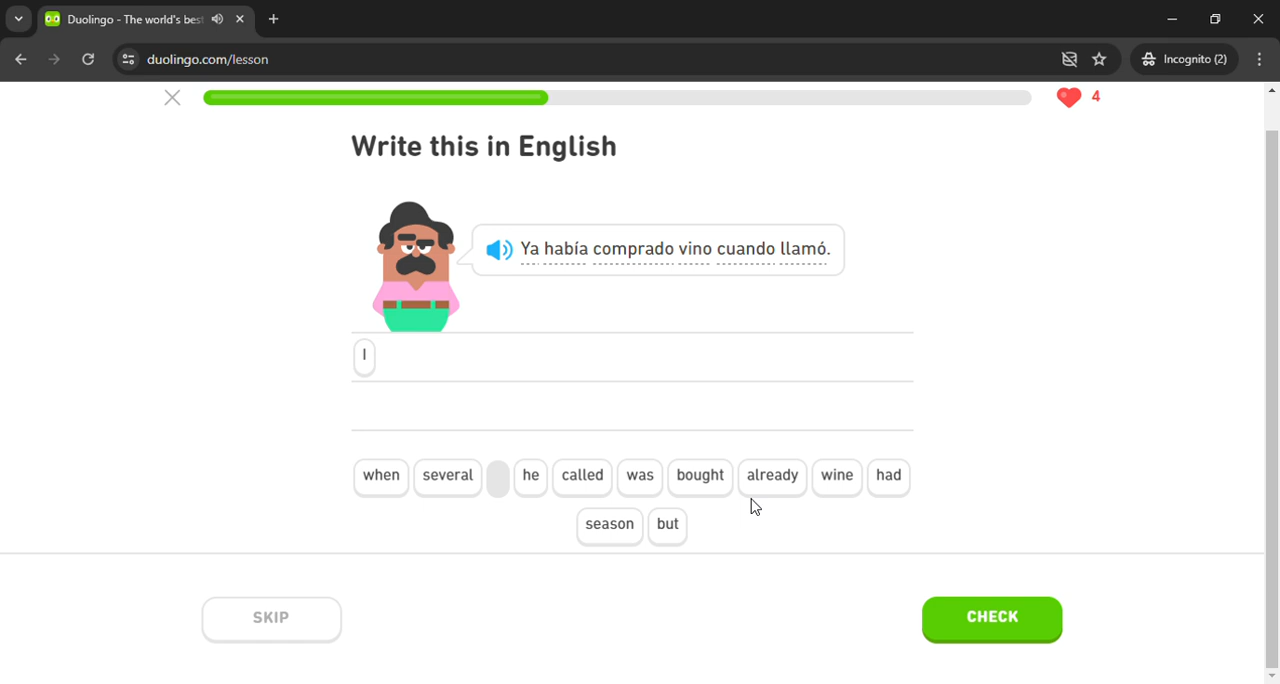 Duolingo - The world's bes
duolingo.com/lesson
Incognito (2)
4
Write this in English
Ya había comprado vino cuando llamó.
I
when several he called was bought already wine had
season but
SKIP
CHECK